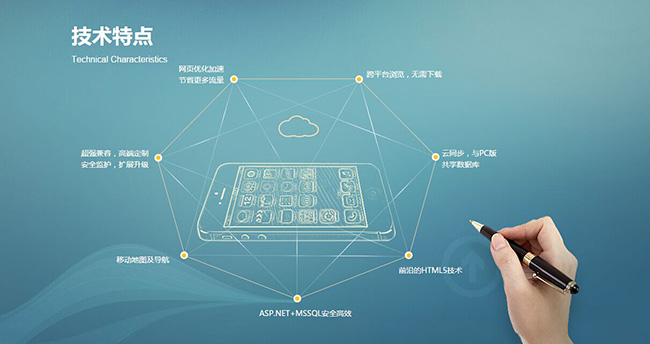 技术特点
Technical Characteristics
网页优化加速
节省更多流量
跨平台浏览，无需下载
超强兼容，高端定制
安全监护，扩展升级
云同步，与PC版
共享数据库
移动地图及导航
前沿的HTML5技术
ASP.NET+MSSQL安全高效